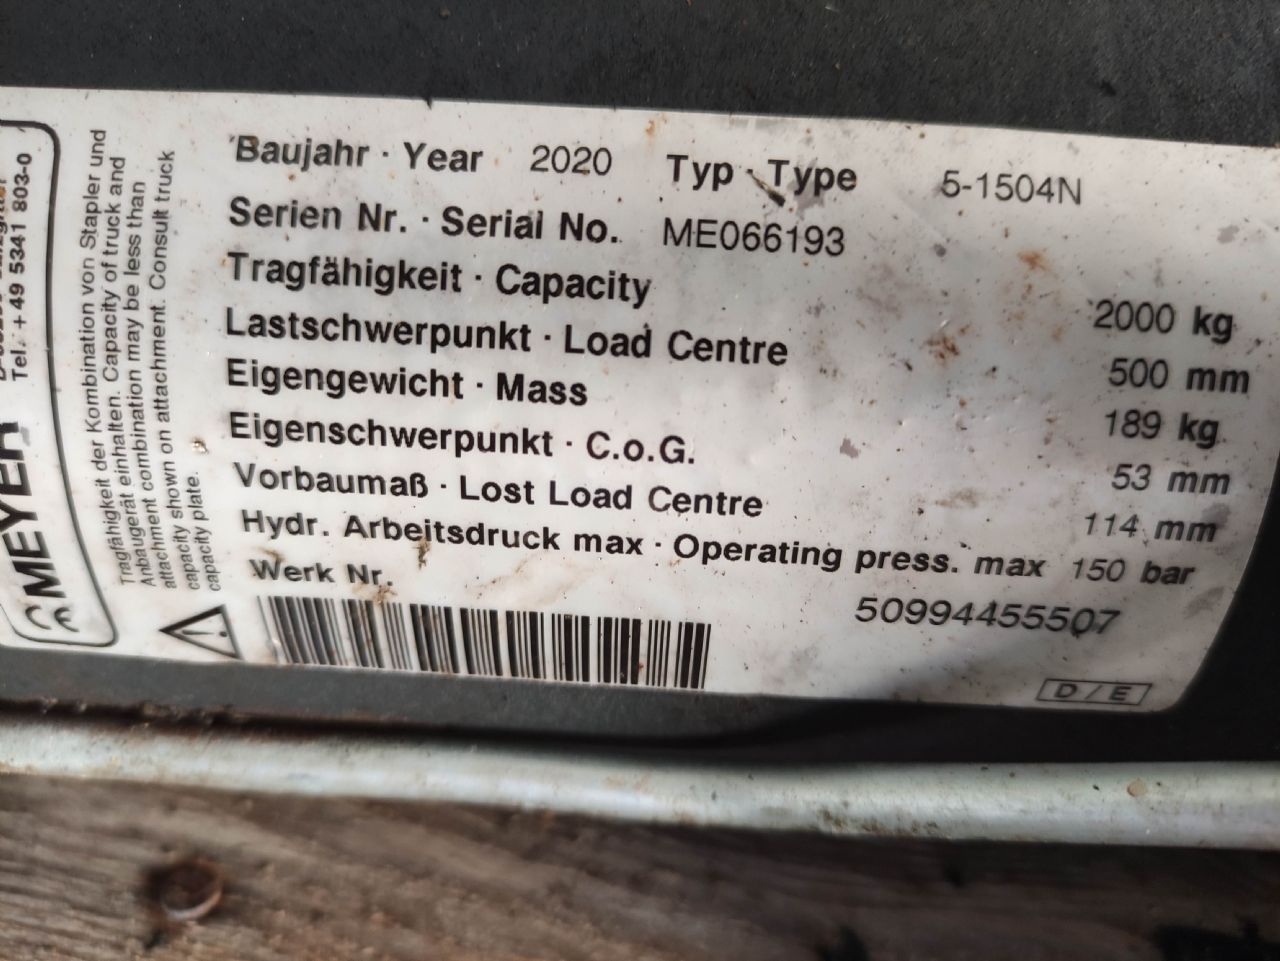 Baujahr · Year 2020 Typ · Type 5-1504N
Serien Nr. · Serial No. ME066193
Tragfähigkeit · Capacity 2000 kg
Lastschwerpunkt · Load Centre 500 mm
Eigengewicht · Mass 189 kg
Eigenschwerpunkt · C.o.G. 53 mm
Vorbaumaß · Lost Load Centre 114 mm
Hydr. Arbeitsdruck max · Operating press. max 150 bar
Werk Nr. 50994455507
D / E
Tragfähigkeit der Kombination von Stapler und
Anbaugerät einhalten. Capacity of truck and
attachment combination may be less than
capacity shown on attachment. Consult truck
capacity plate.
MEYER
Tel. + 49 5341 803-0